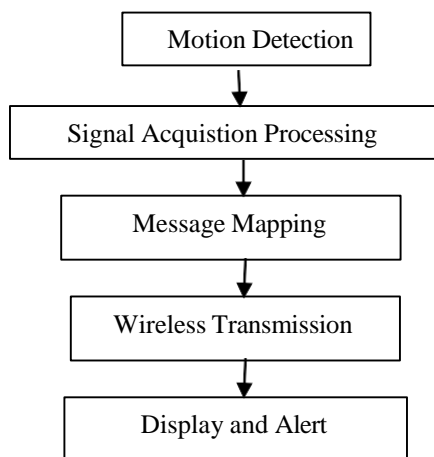 Motion Detection
Signal Acquistion Processing
Message Mapping
Wireless Transmission
Display and Alert